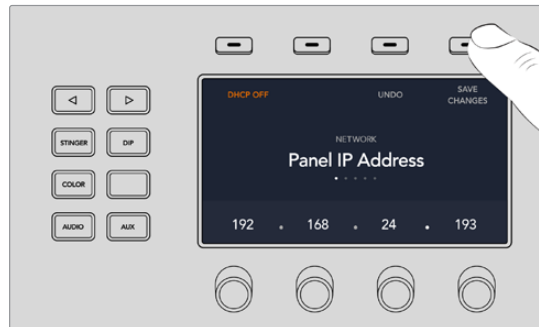 DHCP OFF
UNDO
SAVE
CHANGES
STINGER
DIP
NETWORK
Panel IP Address
COLOR
AUDIO
AUX
192 . 168 . 24 . 193